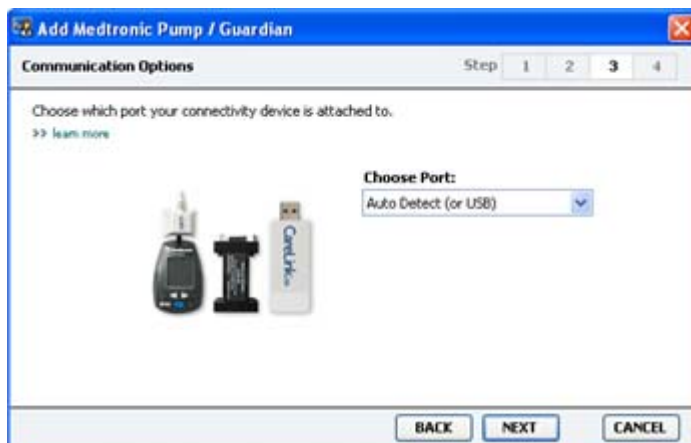 Add Medtronic Pump / Guardian
Communication Options
Step 1 2 3 4
Choose which port your connectivity device is attached to.
>> learn more
Choose Port:
Auto Detect (or USB)
CareLink
BACK NEXT CANCEL